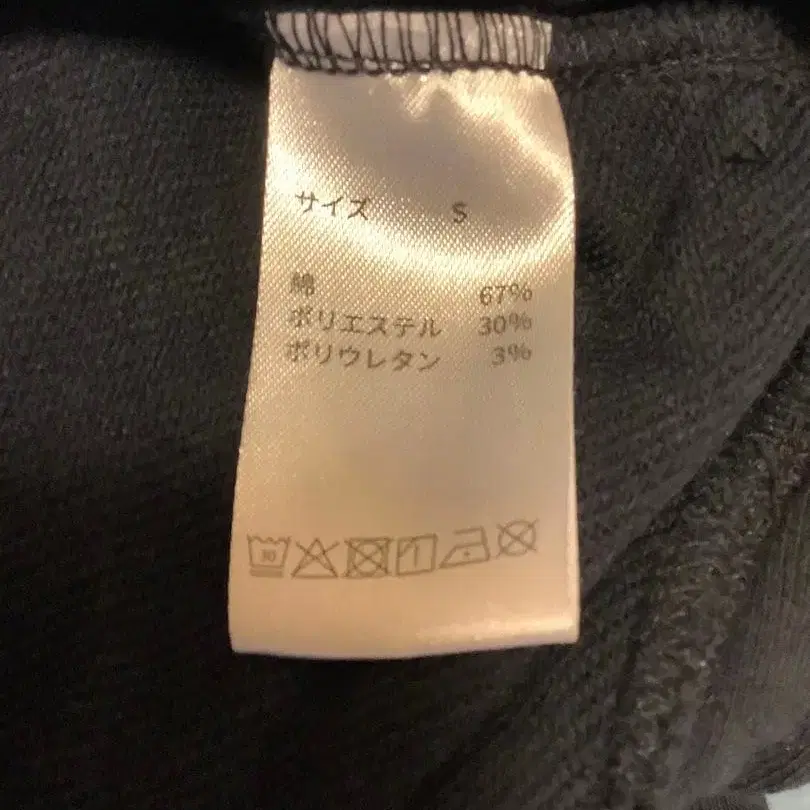 サイズ S
綿 67%
ポリエステル 30%
ポリウレタン 3%